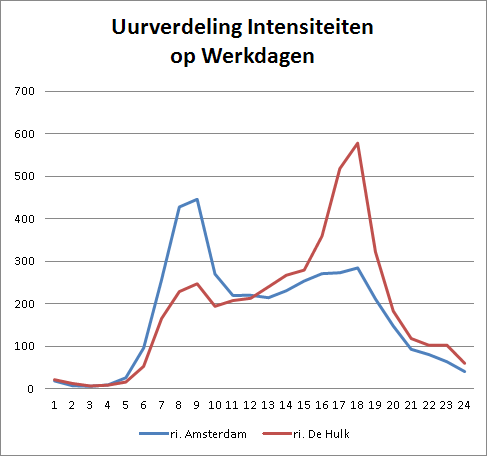 Uurverdeling Intensiteiten
op Werkdagen
700
600
500
400
300
200
100
0
1 2 3 4 5 6 7 8 9 10 11 12 13 14 15 16 17 18 19 20 21 22 23 24
ri. Amsterdam ri. De Hulk